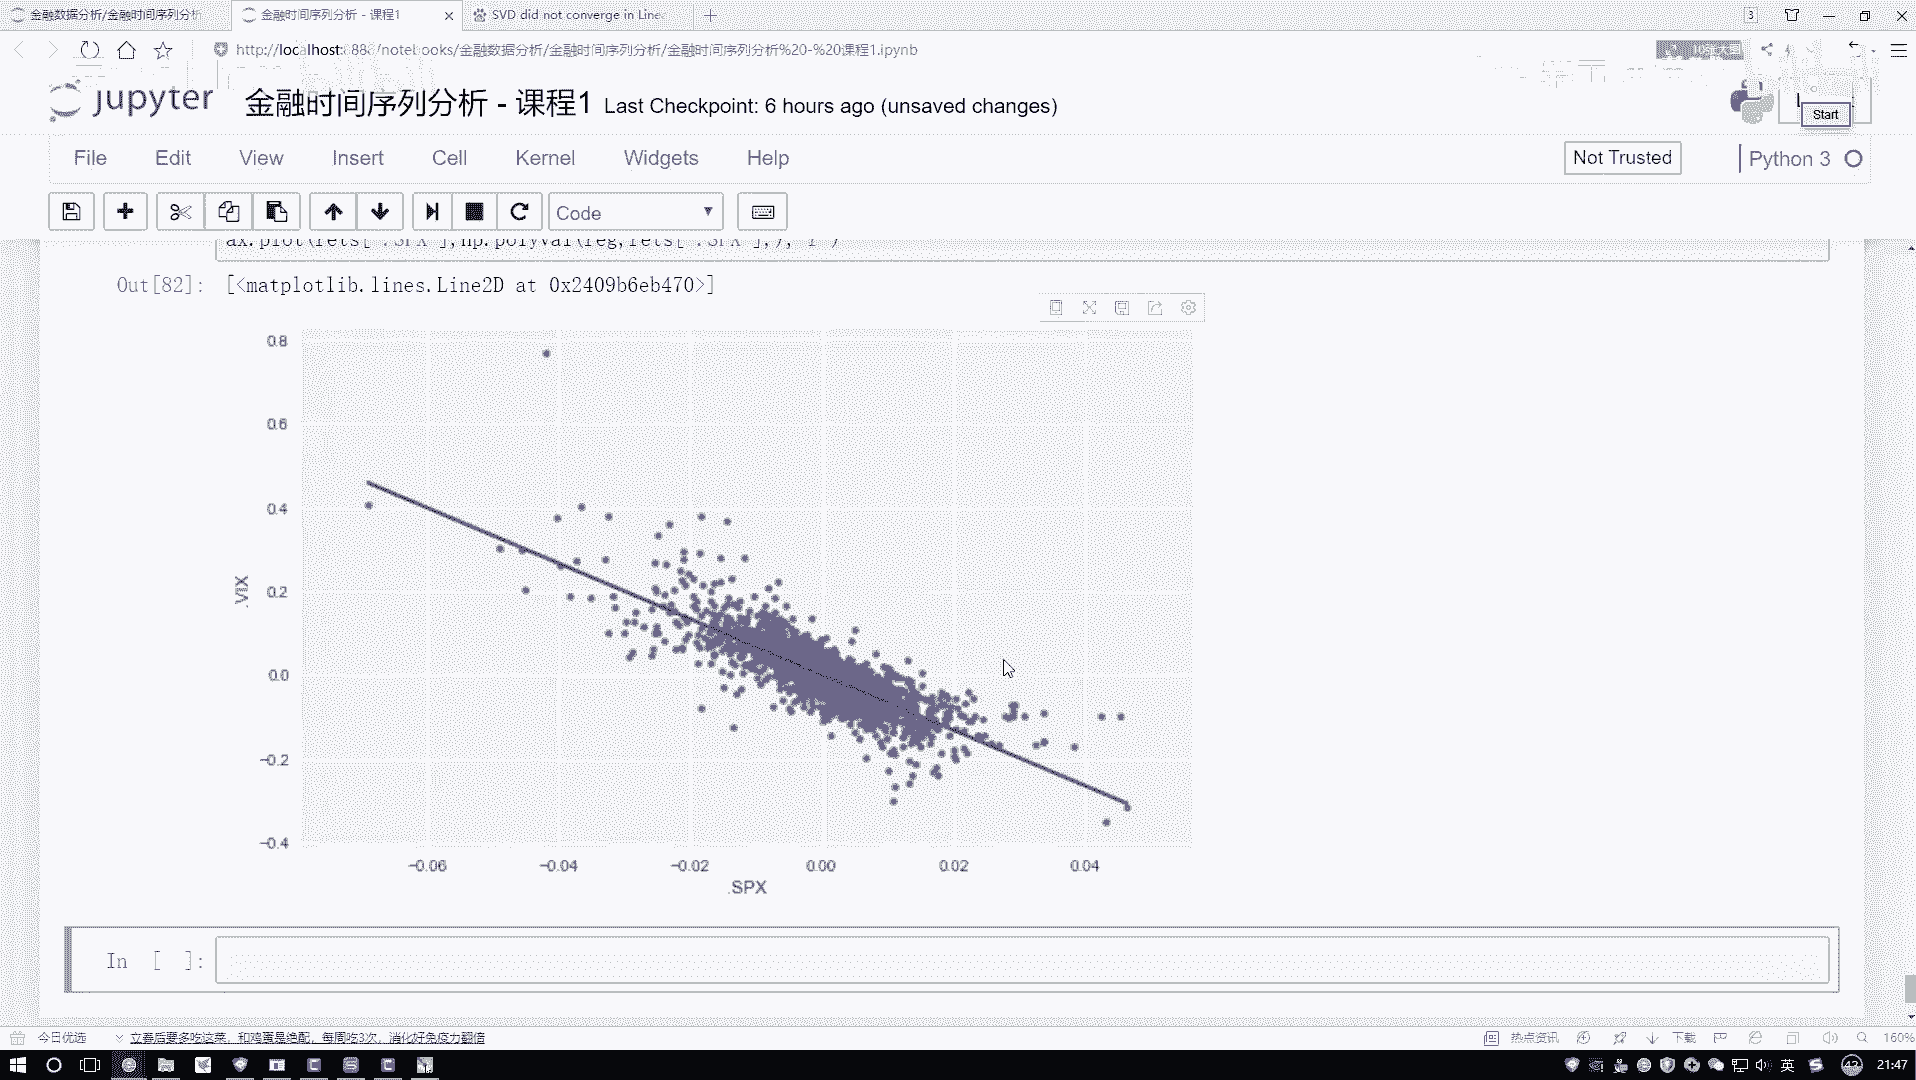 金融数据分析/金融时间序列分析
金融时间序列分析 - 课程1
SVD did not converge in Line
3
http://localhost:888/notebooks/金融数据分析/金融时间序列分析/金融时间序列分析%20-%20课程1.ipynb
jupyter
金融时间序列分析 - 课程1
Last Checkpoint: 6 hours ago (unsaved changes)
Start
File
Edit
View
Insert
Cell
Kernel
Widgets
Help
Not Trusted
Python 3
Code
ax.plot(rets['.SPX'],np.polyval(reg,rets['.SPX'],),'r')
Out[82]:
[<matplotlib.lines.Line2D at 0x2409b6eb470>]
0.8
0.6
0.4
0.2
0.0
−0.2
−0.4
.VIX
−0.06
−0.04
−0.02
0.00
0.02
0.04
.SPX
In [ ]:
今日优选
立春后要多吃这菜，和鸡蛋是绝配，每周吃3次，消化好免疫力翻倍
热点资讯
下载
160%
英
42
21:47